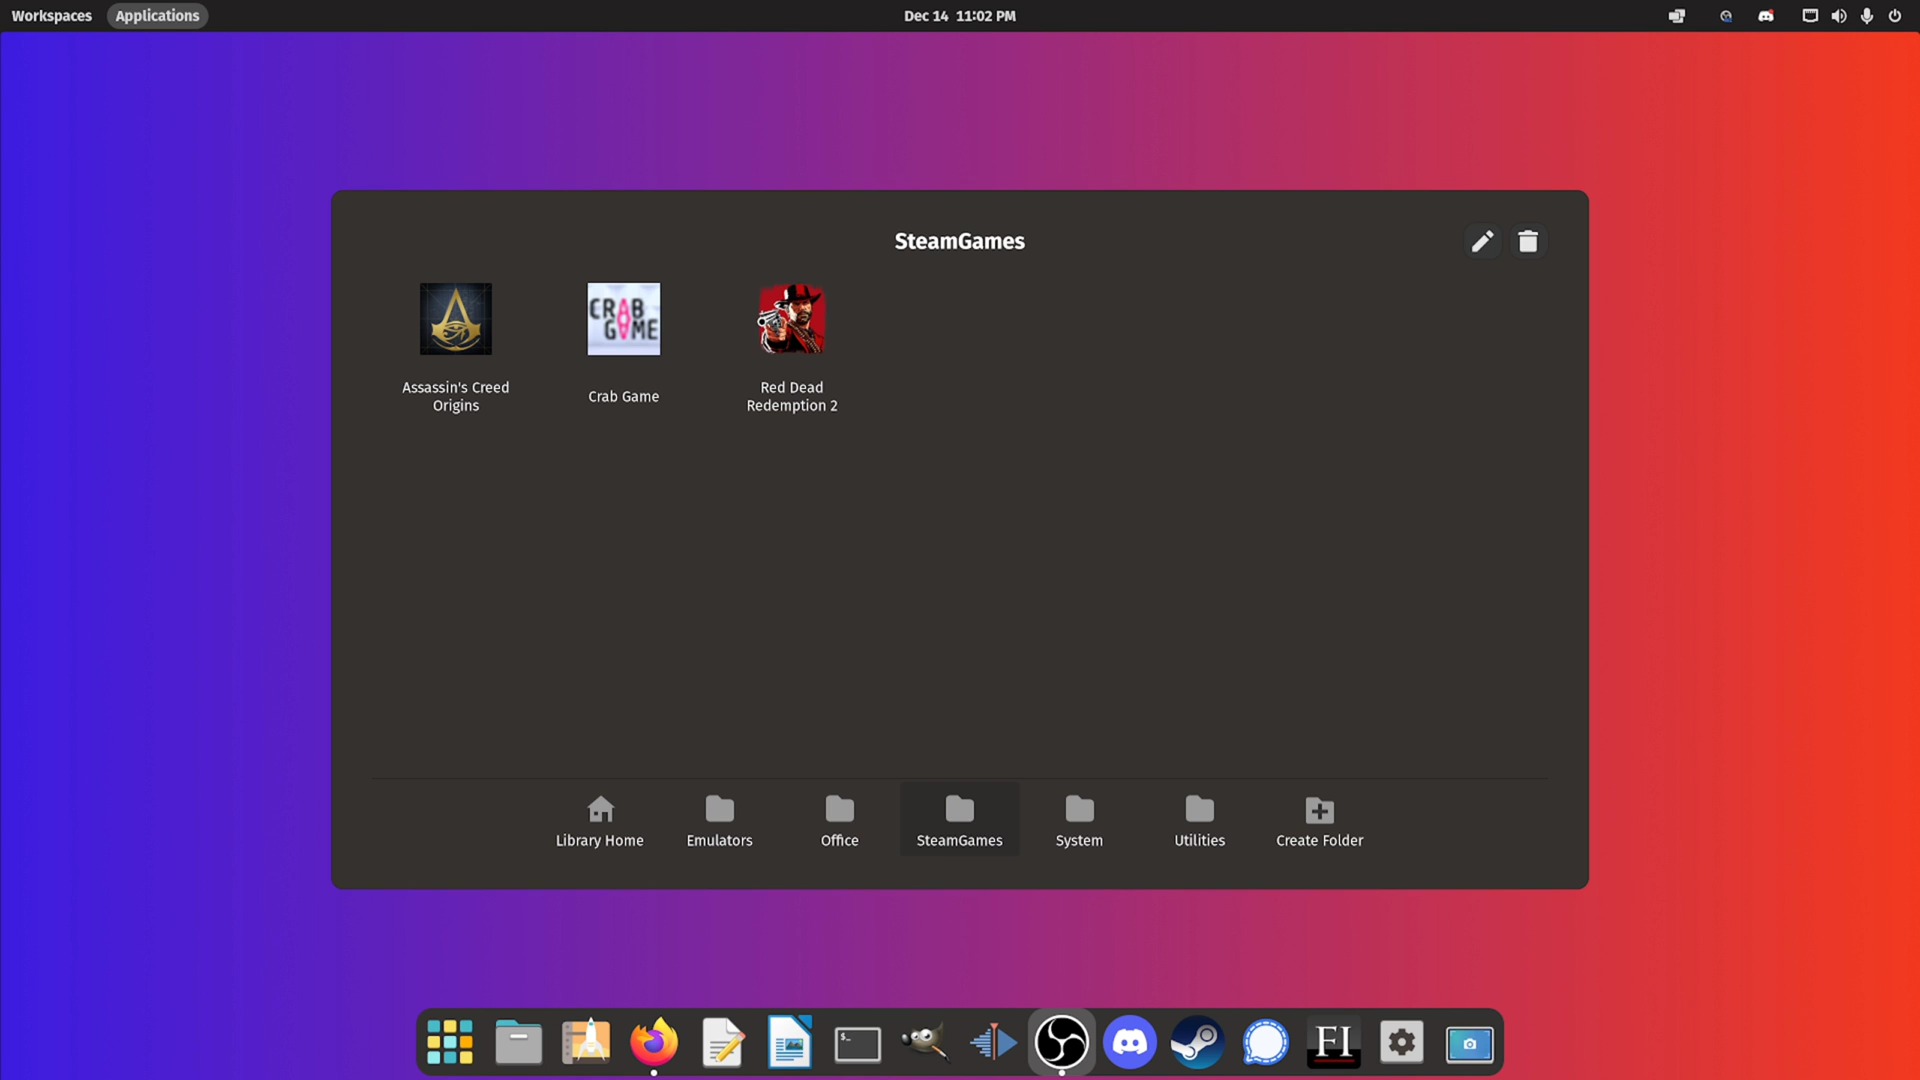 Workspaces Applications Dec 14 11:02 PM
SteamGames
CRAB
GAME
Assassin's Creed
Origins
Crab Game
Red Dead
Redemption 2
Library Home Emulators Office SteamGames System Utilities Create Folder
$_
FI